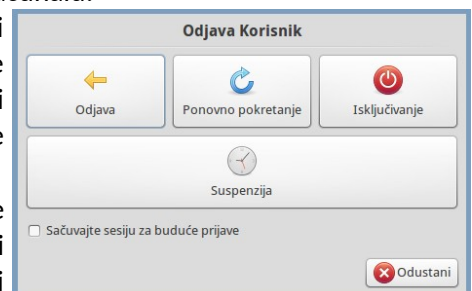 Odjava Korisnik
Odjava
Ponovno pokretanje
Isključivanje
Suspenzija
Sačuvajte sesiju za buduće prijave
Odustani